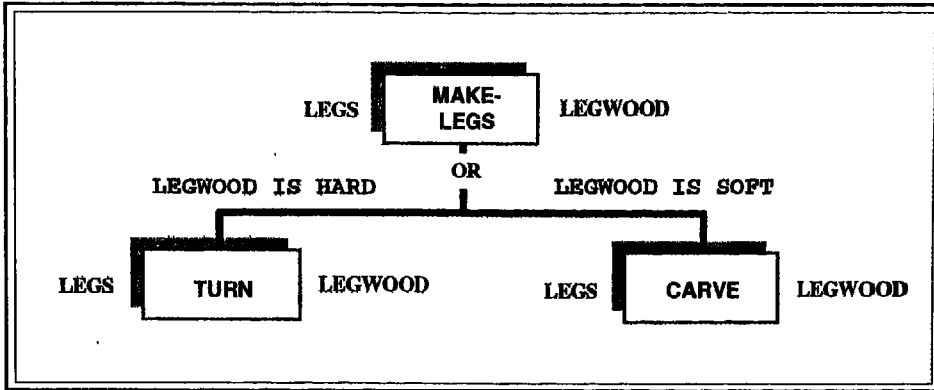 LEGS MAKE- LEGWOOD
LEGS
OR
LEGWOOD IS HARD LEGWOOD IS SOFT
LEGS TURN LEGWOOD LEGS CARVE LEGWOOD